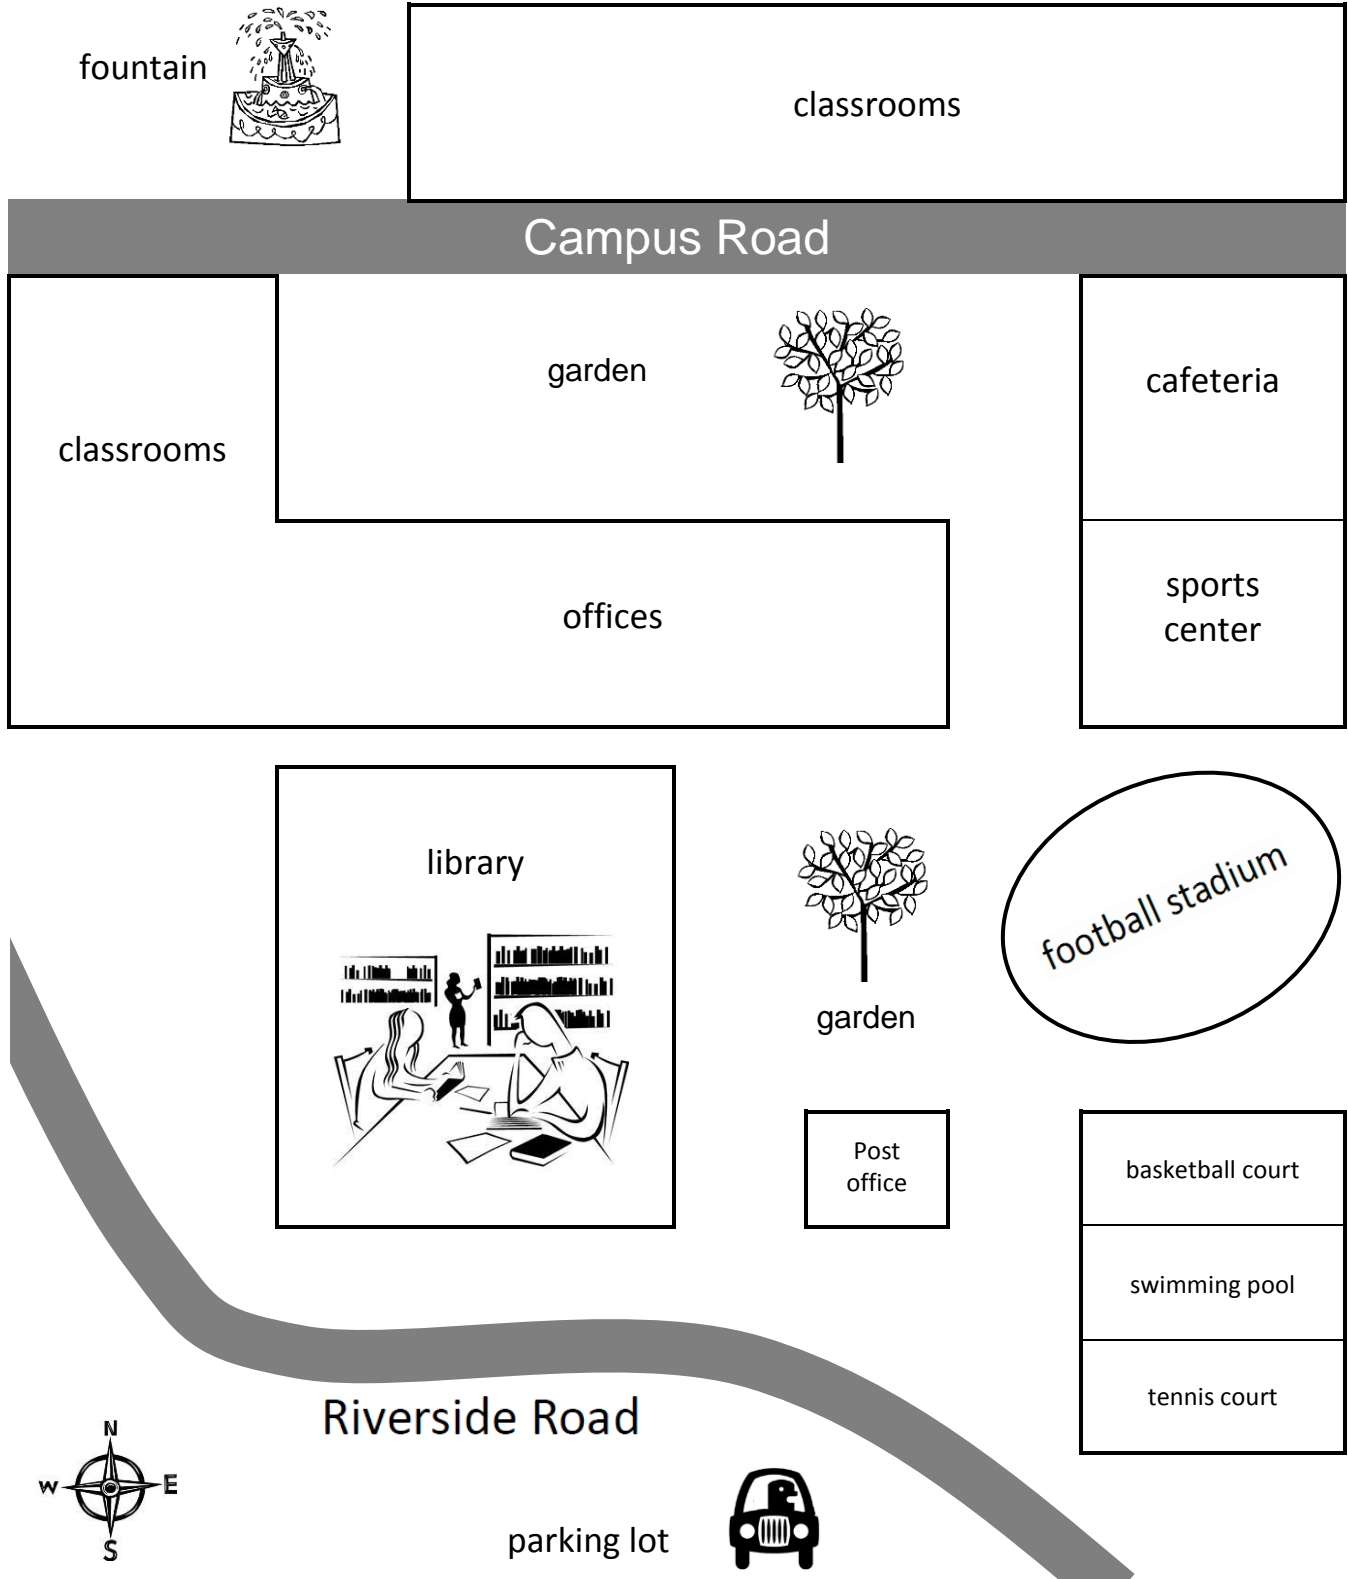 fountain
classrooms
Campus Road
garden
cafeteria
classrooms
sports
center
offices
library
football stadium
garden
Post
office
basketball court
swimming pool
tennis court
Riverside Road
N
W
E
S
parking lot